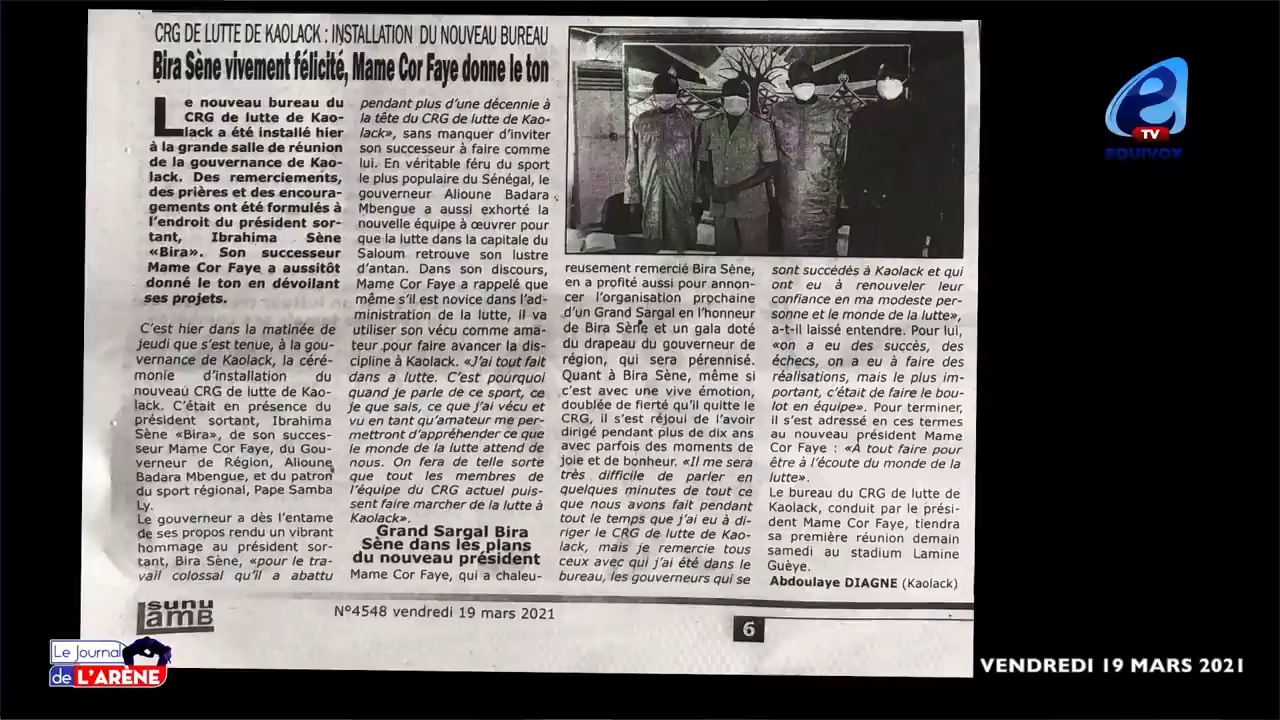 CRG DE LUTTE DE KAOLACK : INSTALLATION DU NOUVEAU BUREAU
Bira Sène vivement félicité, Mame Cor Faye donne le ton
Le nouveau bureau du
CRG de lutte de Kao-
lack a été installé hier
à la grande salle de réunion
de la gouvernance de Kao-
lack. Des remerciements,
des prières et des encoura-
gements ont été formulés à
l'endroit du président sor-
tant, Ibrahima Sène
«Bira». Son successeur
Mame Cor Faye a aussitôt
donné le ton en dévoilant
ses projets.
C'est hier dans la matinée de
jeudi que s'est tenue, à la gou-
vernance de Kaolack, la céré-
monie d'installation du
nouveau CRG de lutte de Kao-
lack. C'était en présence du
président sortant, Ibrahima
Sène «Bira», de son succes-
seur Mame Cor Faye, du Gou-
verneur de Région, Alioune
Badara Mbengue, et du patron
du sport régional, Pape Samba
Ly.
Le gouverneur a dès l'entame
de ses propos rendu un vibrant
hommage au président sor-
tant, Bira Sène, «pour le tra-
vail colossal qu'il a abattu
pendant plus d'une décennie à
la tête du CRG de lutte de Kao-
lack», sans manquer d'inviter
son successeur à faire comme
lui. En véritable féru du sport
le plus populaire du Sénégal, le
gouverneur Alioune Badara
Mbengue a aussi exhorté la
nouvelle équipe à œuvrer pour
que la lutte dans la capitale du
Saloum retrouve son lustre
d'antan. Dans son discours,
Mame Cor Faye a rappelé que
même s'il est novice dans l'ad-
ministration de la lutte, il va
utiliser son vécu comme ama-
teur pour faire avancer la dis-
cipline à Kaolack. «J'ai tout fait
dans a lutte. C'est pourquoi
quand je parle de ce sport, ce
je que sais, ce que j'ai vécu et
vu en tant qu'amateur me per-
mettront d'appréhender ce que
le monde de la lutte attend de
nous. On fera de telle sorte
que tout les membres de
l'équipe du CRG actuel puis-
sent faire marcher de la lutte à
Kaolack».
Grand Sargal Bira
Sène dans les plans
du nouveau président
Mame Cor Faye, qui a chaleu-
reusement remercié Bira Sène,
en a profité aussi pour annon-
cer l'organisation prochaine
d'un Grand Sargal en l'honneur
de Bira Sène et un gala doté
du drapeau du gouverneur de
région, qui sera pérennisé.
Quant à Bira Sène, même si
c'est avec une vive émotion,
doublée de fierté qu'il quitte le
CRG, il s'est réjoui de l'avoir
dirigé pendant plus de dix ans
avec parfois des moments de
joie et de bonheur. «Il me sera
très difficile de parler en
quelques minutes de tout ce
que nous avons fait pendant
tout le temps que j'ai eu à di-
riger le CRG de lutte de Kao-
lack, mais je remercie tous
ceux avec qui j'ai été dans le
bureau, les gouverneurs qui se
sont succédés à Kaolack et qui
ont eu à renouveler leur
confiance en ma modeste per-
sonne et le monde de la lutte»,
a-t-il laissé entendre. Pour lui,
«on a eu des succès, des
échecs, on a eu à faire des
réalisations, mais le plus im-
portant, c'était de faire le bou-
lot en équipe». Pour terminer,
il s'est adressé en ces termes
au nouveau président Mame
Cor Faye : «A tout faire pour
être à l'écoute du monde de la
lutte».
Le bureau du CRG de lutte de
Kaolack, conduit par le prési-
dent Mame Cor Faye, tiendra
sa première réunion demain
samedi au stadium Lamine
Guèye.
Abdoulaye DIAGNE (Kaolack)
sunu
lamB
N°4548 vendredi 19 mars 2021
6
Le Journal
de L'ARÈNE
e TV
EQUIVOX
VENDREDI 19 MARS 2021